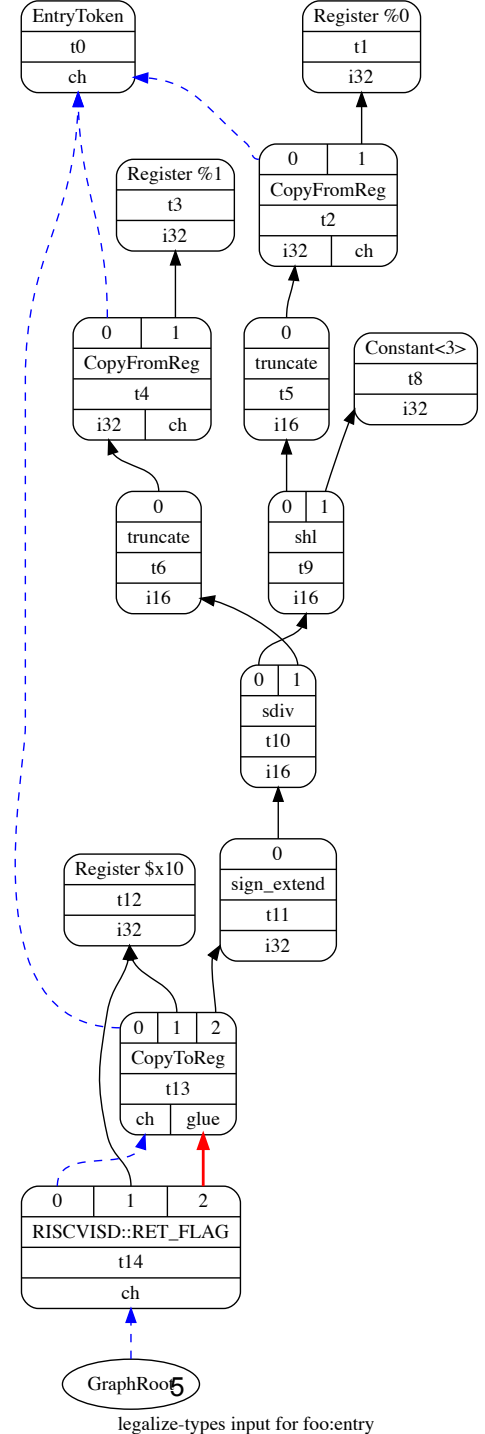 EntryToken
t0
ch
Register %0
t1
i32
0 1
CopyFromReg
t2
i32 ch
Register %1
t3
i32
0 1
CopyFromReg
t4
i32 ch
0
truncate
t5
i16
Constant<3>
t8
i32
0
truncate
t6
i16
0 1
shl
t9
i16
0 1
sdiv
t10
i16
0
sign_extend
t11
i32
Register $x10
t12
i32
0 1 2
CopyToReg
t13
ch glue
0 1 2
RISCVISD::RET_FLAG
t14
ch
GraphRoot
5
legalize-types input for foo:entry